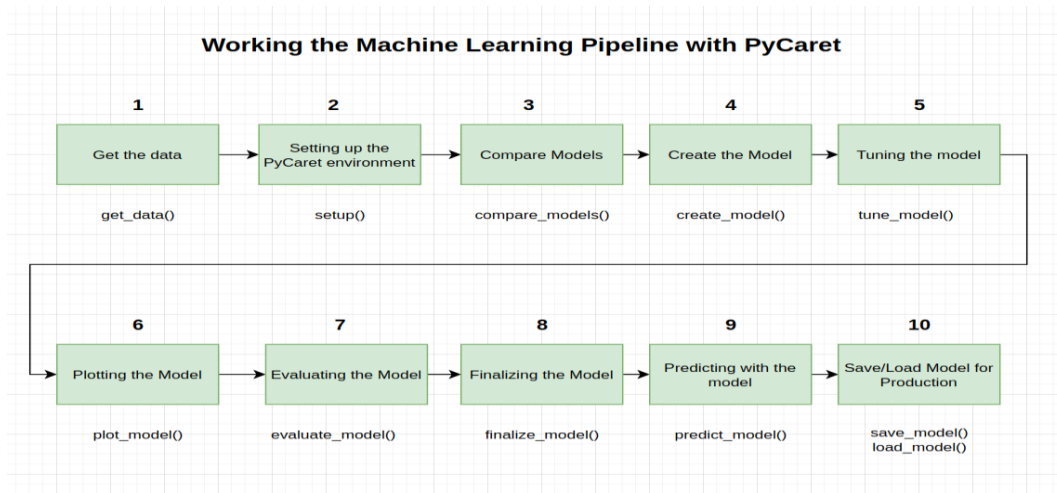 Working the Machine Learning Pipeline with PyCaret
1
2
3
4
5
Get the data
Setting up the
PyCaret environment
Compare Models
Create the Model
Tuning the model
get_data()
setup()
compare_models()
create_model()
tune_model()
6
7
8
9
10
Plotting the Model
Evaluating the Model
Finalizing the Model
Predicting with the
model
Save/Load Model for
Production
plot_model()
evaluate_model()
finalize_model()
predict_model()
save_model()
load_model()